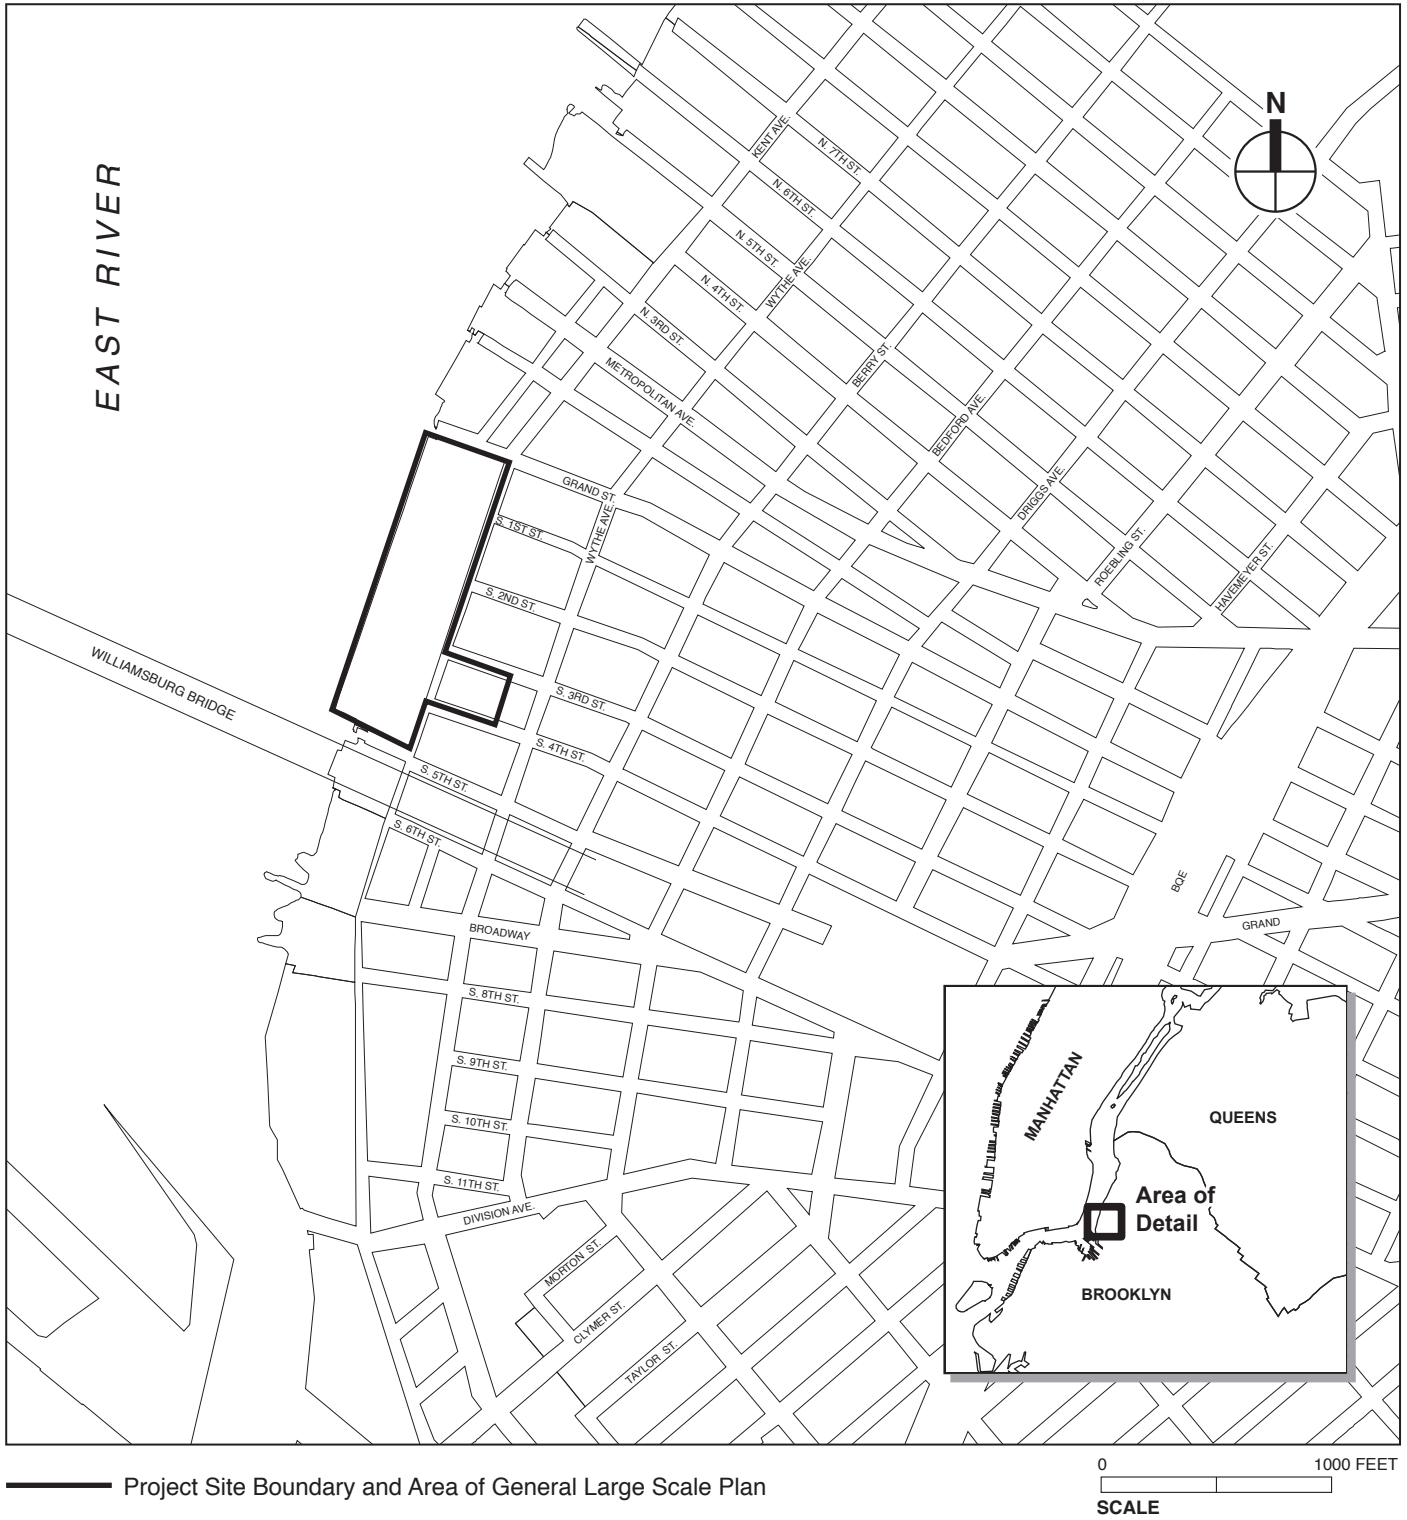 N
EAST RIVER
KENT AVE.
N. 7TH ST.
N. 6TH ST.
N. 5TH ST.
WYTHE AVE.
N. 4TH ST.
N. 3RD ST.
METROPOLITAN AVE.
BERRY ST.
BEDFORD AVE.
DRIGGS AVE.
ROEBLING ST.
HAVEMEYER ST.
GRAND ST.
WYTHE AVE.
S. 1ST ST.
S. 2ND ST.
WILLIAMSBURG BRIDGE
S. 3RD ST.
S. 4TH ST.
S. 5TH ST.
S. 6TH ST.
BQE
GRAND
BROADWAY
S. 8TH ST.
S. 9TH ST.
S. 10TH ST.
S. 11TH ST.
DIVISION AVE.
MORTON ST.
CLYMER ST.
TAYLOR ST.
MANHATTAN
QUEENS
Area of
Detail
BROOKLYN
Project Site Boundary and Area of General Large Scale Plan
0 1000 FEET
SCALE